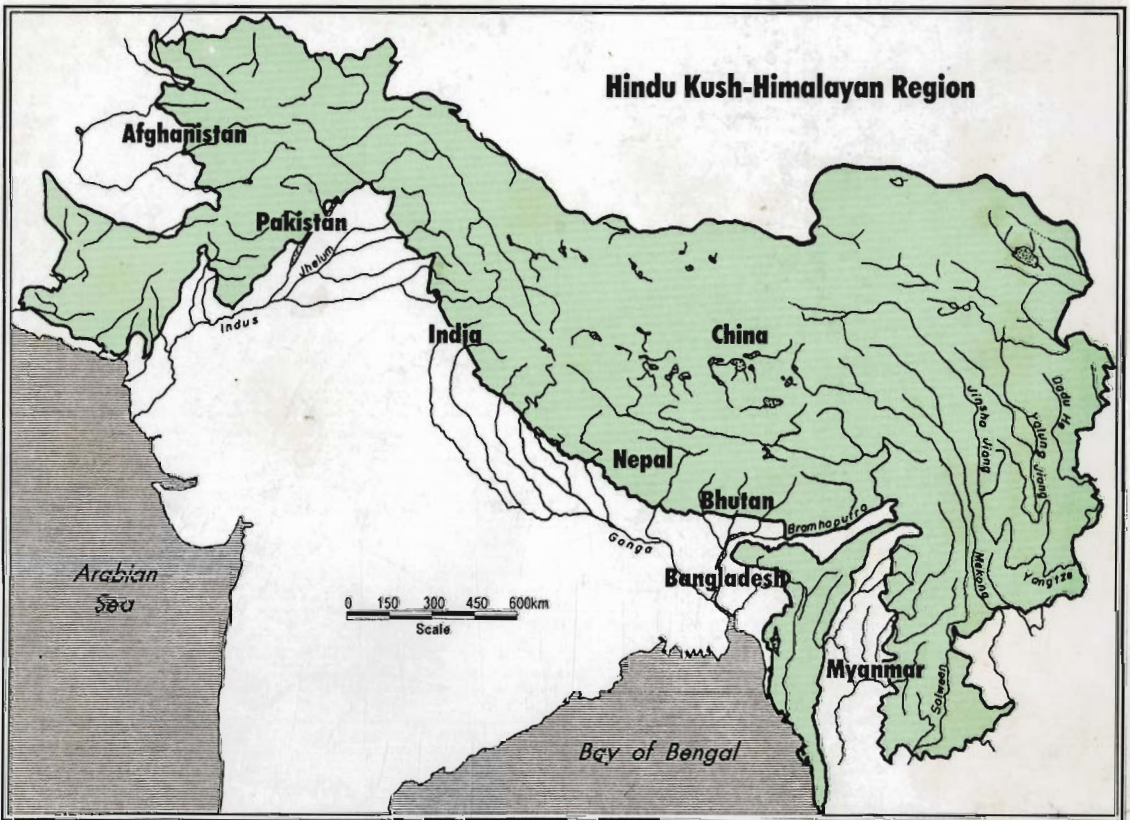 Hindu Kush-Himalayan Region
Afghanistan
Pakistan
Jhelum
Indus
India
China
Jinsha Jiang
Yalung Jiang
Dadu He
Nepal
Bhutan
Bramhaputra
Ganga
Bangladesh
Mekong
Yangtze
Arabian
Sea
0 150 300 450 600km
Scale
Myanmar
Salween
Bay of Bengal